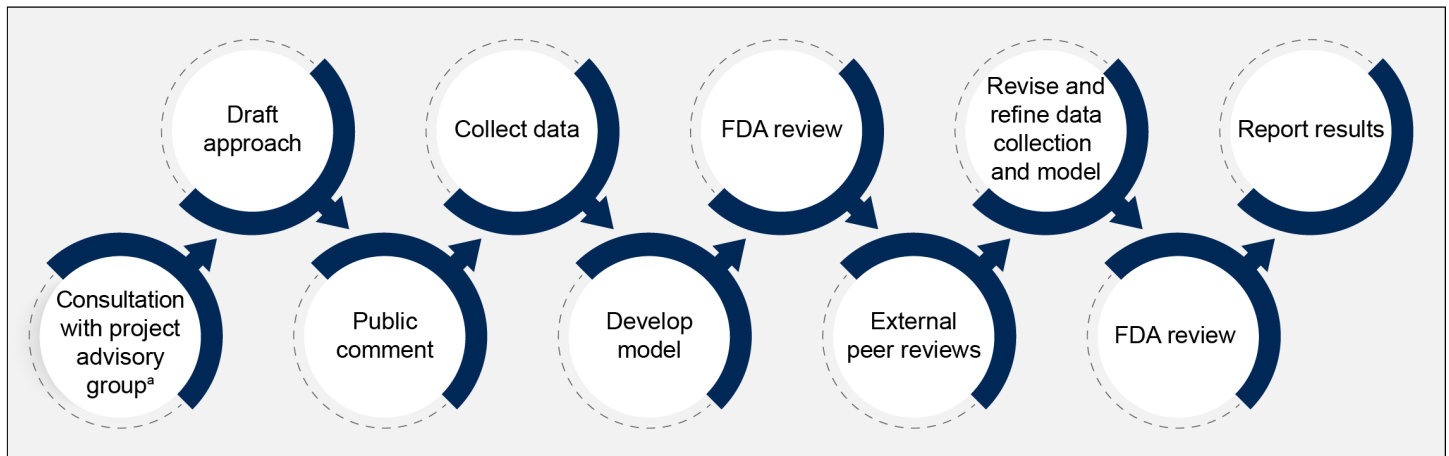 Consultation
with project
advisory
groupᵃ
Draft
approach
Public
comment
Collect data
Develop
model
FDA review
External
peer reviews
Revise and
refine data
collection
and model
FDA review
Report results